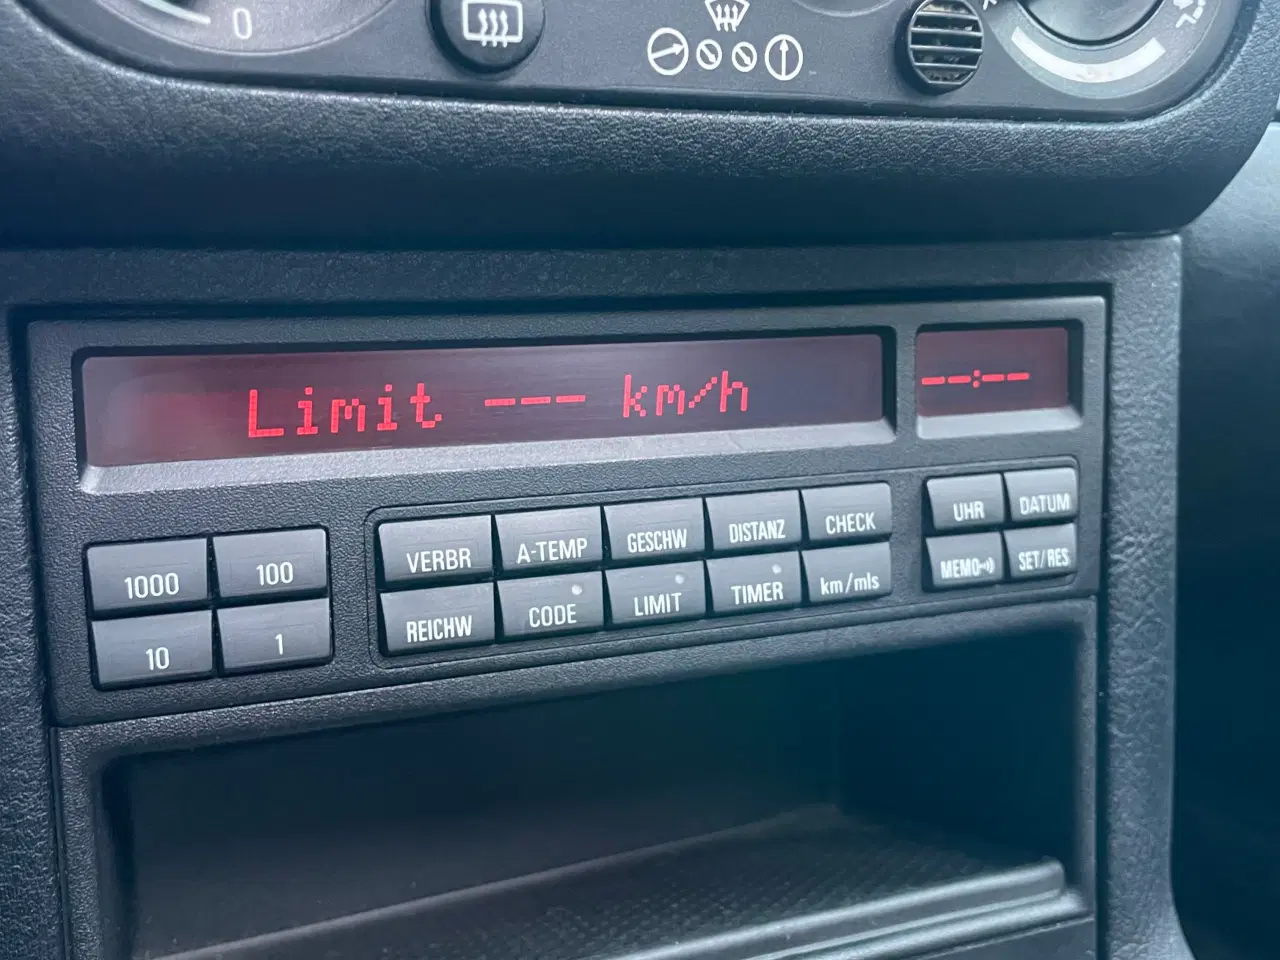 0
Limit --- km/h
--:--
1000
100
10
1
VERBR
A-TEMP
GESCHW
DISTANZ
CHECK
REICHW
CODE
LIMIT
TIMER
km/mls
UHR
DATUM
MEMO
SET/RES